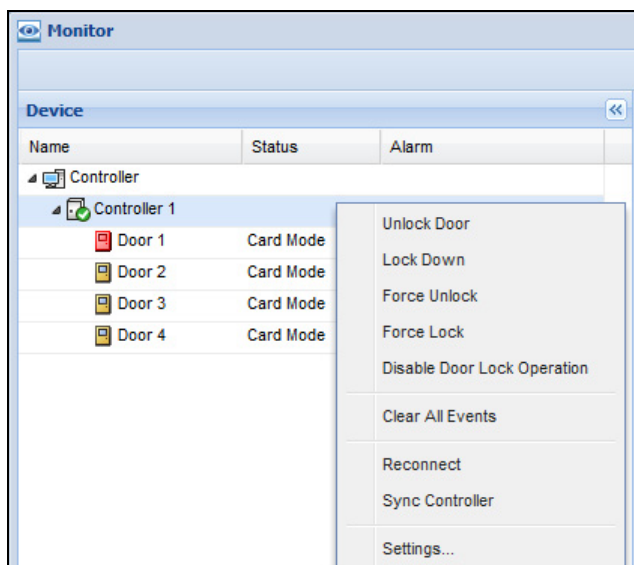 Monitor
Device
Name Status Alarm
Controller
Controller 1
Door 1 Card Mode
Door 2 Card Mode
Door 3 Card Mode
Door 4 Card Mode
Unlock Door
Lock Down
Force Unlock
Force Lock
Disable Door Lock Operation
Clear All Events
Reconnect
Sync Controller
Settings...